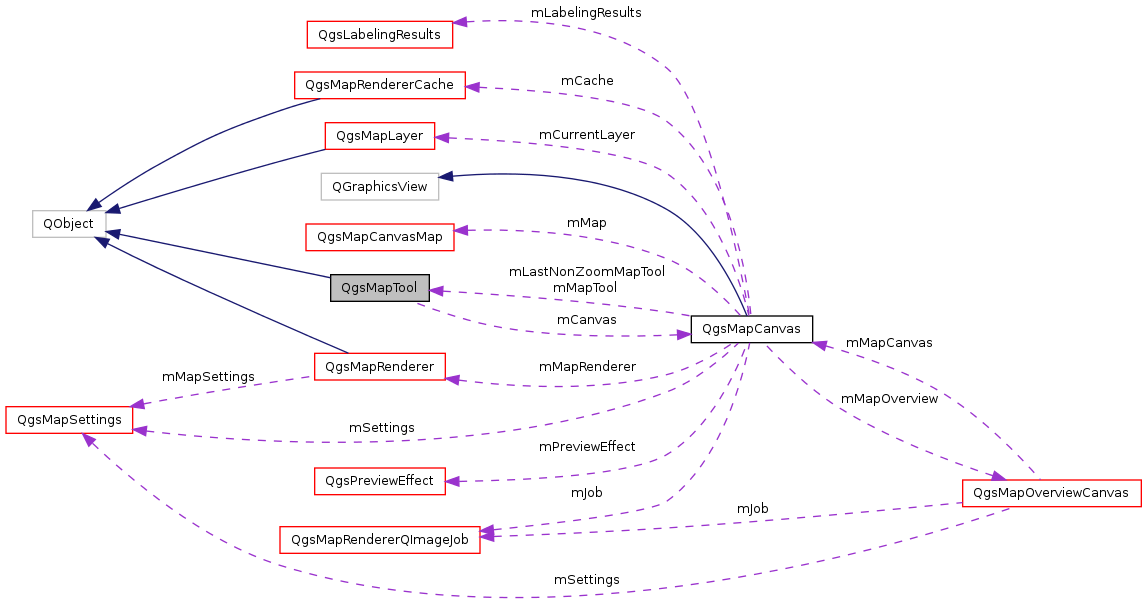 mLabelingResults
QgsLabelingResults
mCache
QgsMapRendererCache
mCurrentLayer
QgsMapLayer
QGraphicsView
QObject
mMap
QgsMapCanvasMap
mLastNonZoomMapTool
mMapTool
QgsMapTool
mCanvas
QgsMapCanvas
mMapCanvas
QgsMapRenderer
mMapRenderer
mMapSettings
mMapOverview
QgsMapSettings
mSettings
mPreviewEffect
QgsPreviewEffect
mJob
QgsMapOverviewCanvas
mJob
QgsMapRendererQImageJob
mSettings